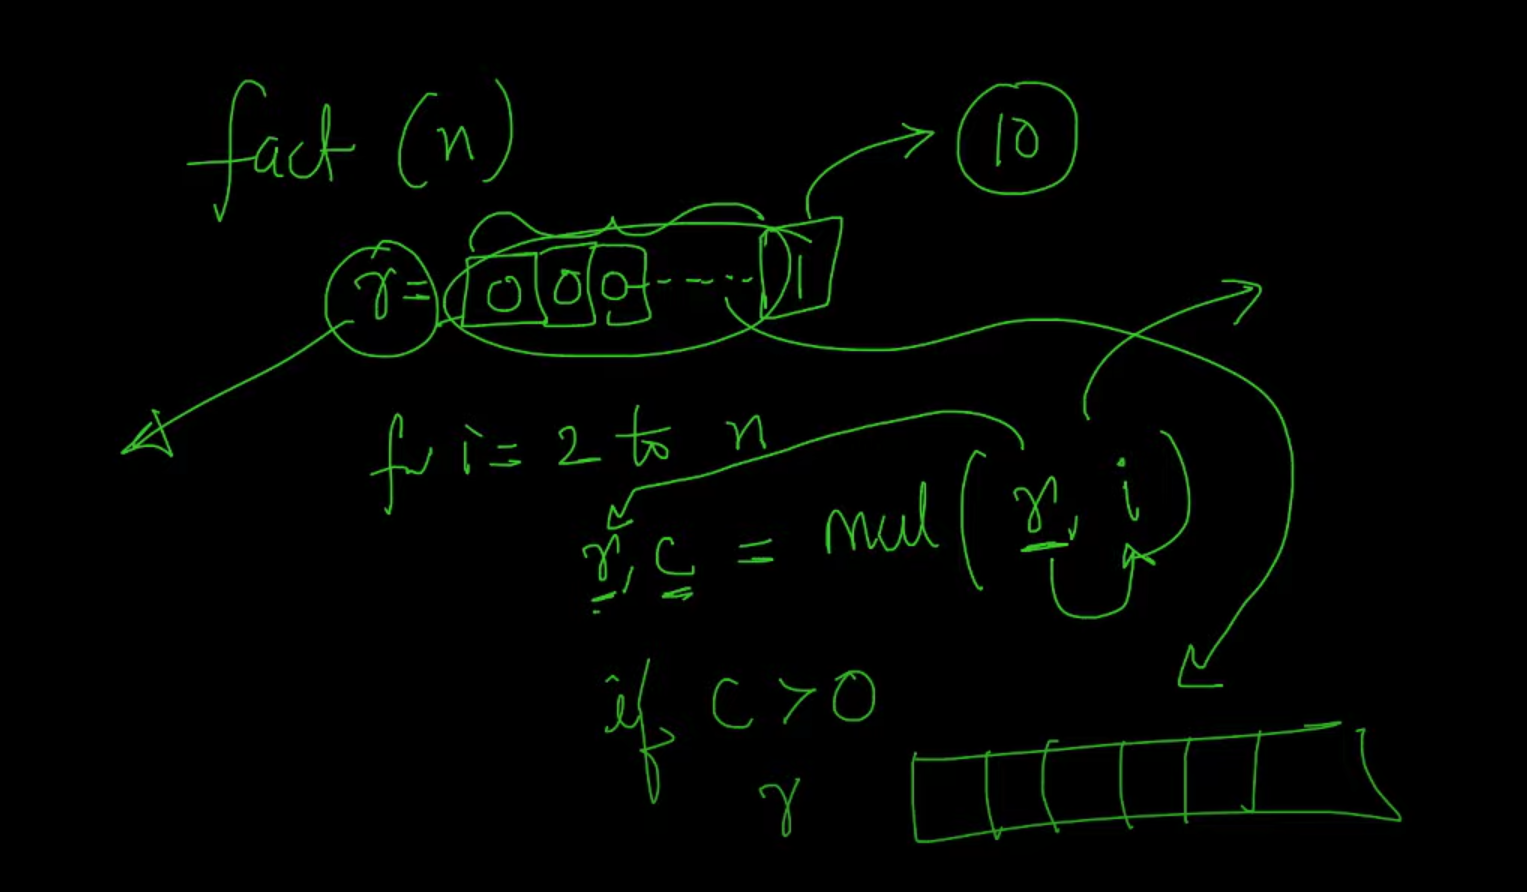 fact (n)
10
r = 0 0 0 ---- 1
for i = 2 to n
r, c = mul (r, i)
if c > 0
r